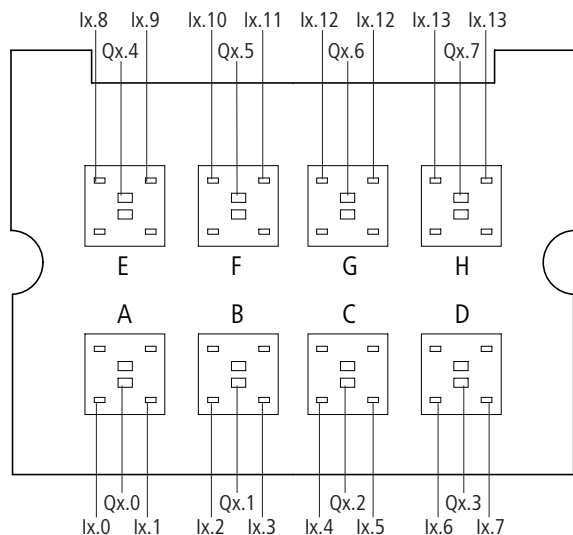 Ix.8 Ix.9 Ix.10 Ix.11 Ix.12 Ix.12 Ix.13 Ix.13
Qx.4 Qx.5 Qx.6 Qx.7
E F G H
A B C D
Qx.0 Qx.1 Qx.2 Qx.3
Ix.0 Ix.1 Ix.2 Ix.3 Ix.4 Ix.5 Ix.6 Ix.7